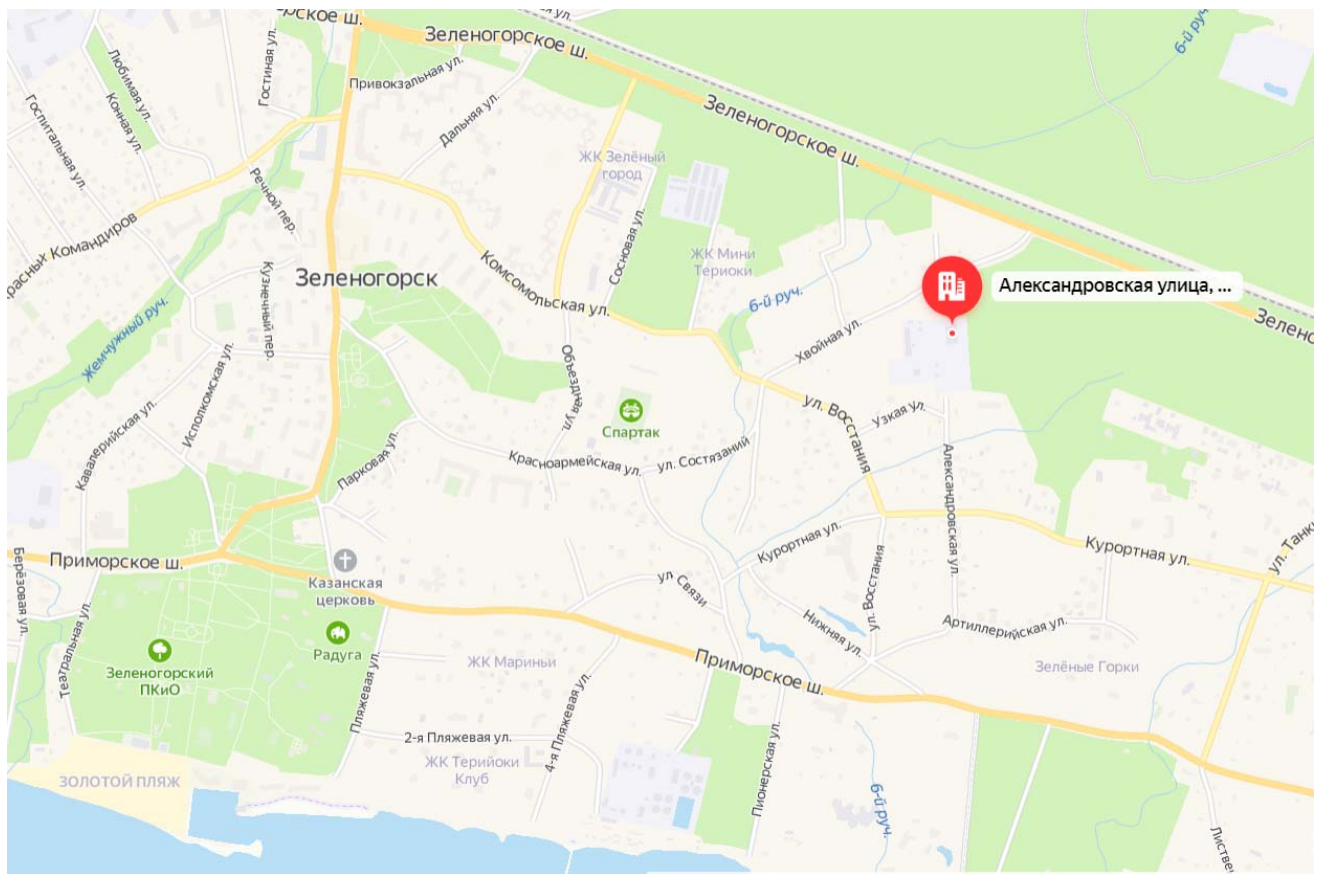 Зеленогорское ш.
6-й руч.
Гостиная ул.
Любимая ул.
Привокзальная ул.
Конная ул.
Госпитальная ул.
Дальняя ул.
Зеленогорское ш.
ЖК Зелёный
город
Речной пер.
Командиров
Сосновая ул.
ЖК Мини
Териоки
Комсомольская ул.
Зеленогорск
Кузнечный пер.
6-й руч.
Александровская улица, ...
Жемчужный руч.
Хвойная ул.
Исполкомская ул.
Объездная ул.
ул. Восстания
Узкая ул.
Спартак
Кавалерийская ул.
Парковая ул.
Красноармейская ул.
ул. Состязаний
Александровская ул.
Курортная ул.
Курортная ул.
Берёзовая ул.
Приморское ш.
Казанская
церковь
ул. Связи
ул. Восстания
Нижняя ул.
Артиллерийская ул.
Театральная ул.
Радуга
Зеленогорский
ПКиО
ЖК Мариньи
Приморское ш.
Зелёные Горки
Пляжевая ул.
4-я Пляжевая ул.
2-я Пляжевая ул.
ЖК Терийоки
Клуб
Пионерская ул.
ЗОЛОТОЙ ПЛЯЖ
6-й руч.